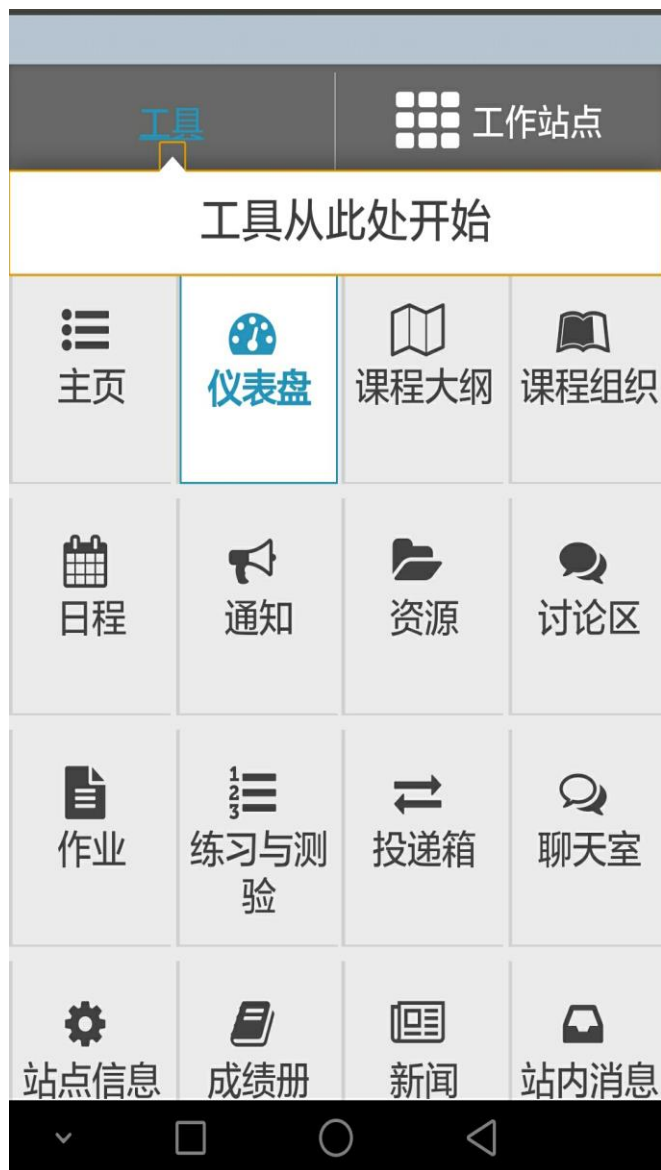 工具
工作站点
工具从此处开始
主页
仪表盘
课程大纲
课程组织
日程
通知
资源
讨论区
作业
练习与测
验
投递箱
聊天室
站点信息
成绩册
新闻
站内消息